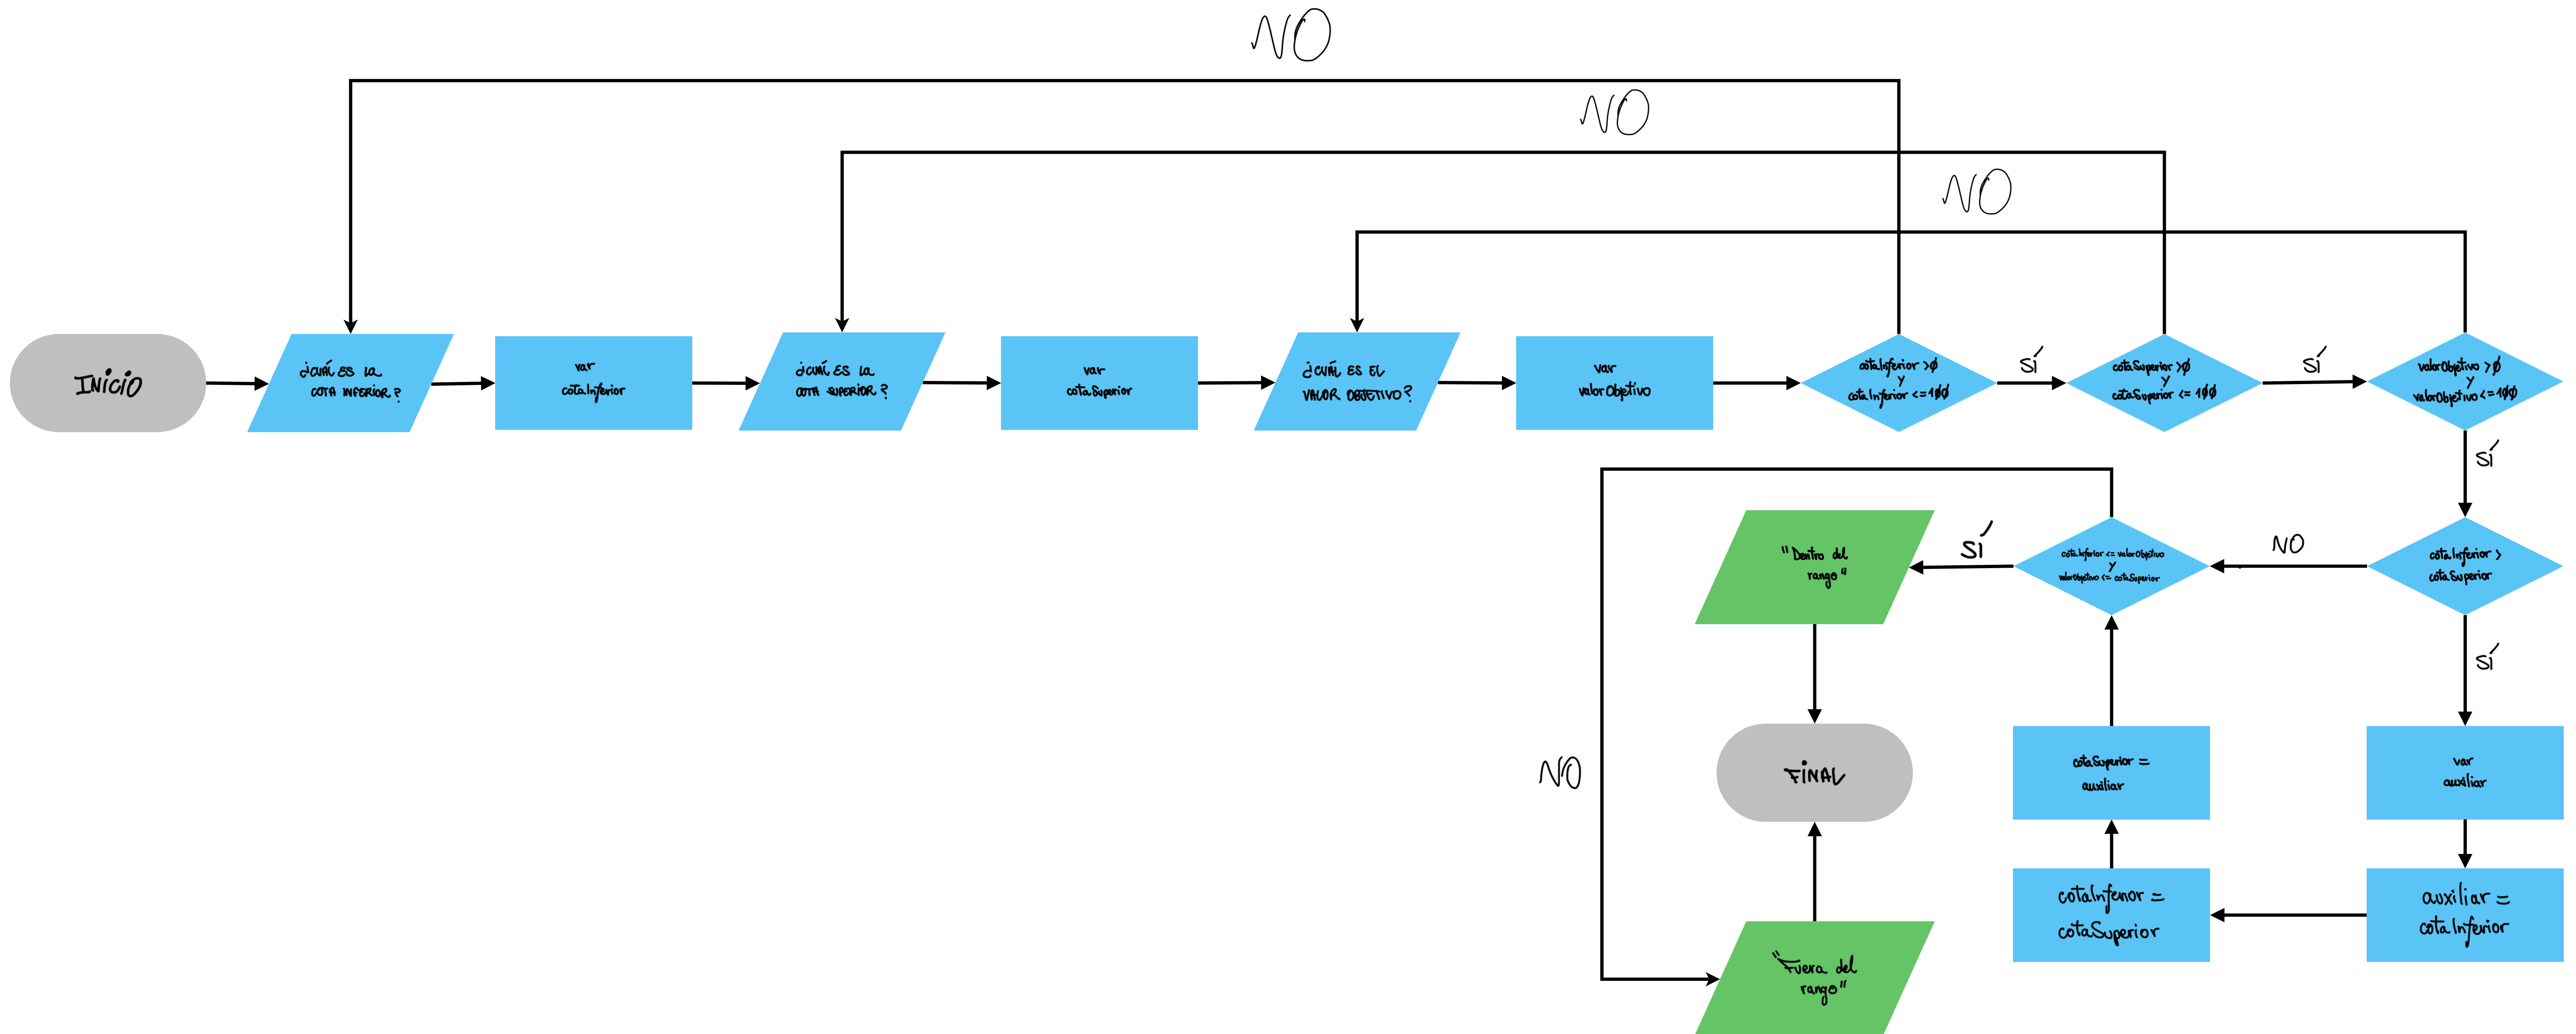 NO
NO
NO
INICIO
¿CUÁL ES LA
COTA INFERIOR?
var
cotaInferior
¿CUÁL ES LA
COTA SUPERIOR?
var
cotaSuperior
¿CUÁL ES EL
VALOR OBJETIVO?
var
valorObjetivo
cotaInferior >0
Y
cotaInferior <=100
SÍ
cotaSuperior >0
Y
cotaSuperior <= 100
SÍ
valorObjetivo >0
Y
valorObjetivo <=100
SÍ
cotaInferior >
cotaSuperior
NO
cotaInferior <= valorObjetivo
Y
valorObjetivo <= cotaSuperior
SÍ
"Dentro del
rango"
SÍ
var
auxiliar
auxiliar =
cotaInferior
cotaInferior =
cotaSuperior
cotaSuperior =
auxiliar
NO
FINAL
"Fuera del
rango"